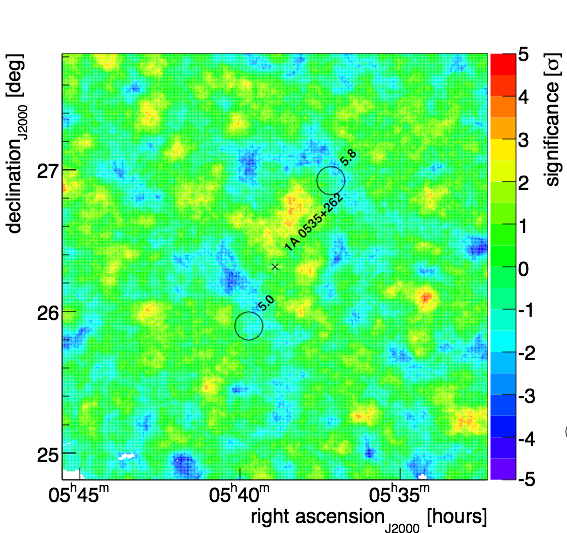 declination J2000 [deg]
27
26
25
5.8
1A 0535+262
5.0
05h45m
05h40m
05h35m
right ascension J2000 [hours]
5
4
3
2
1
0
-1
-2
-3
-4
-5
significance [σ]